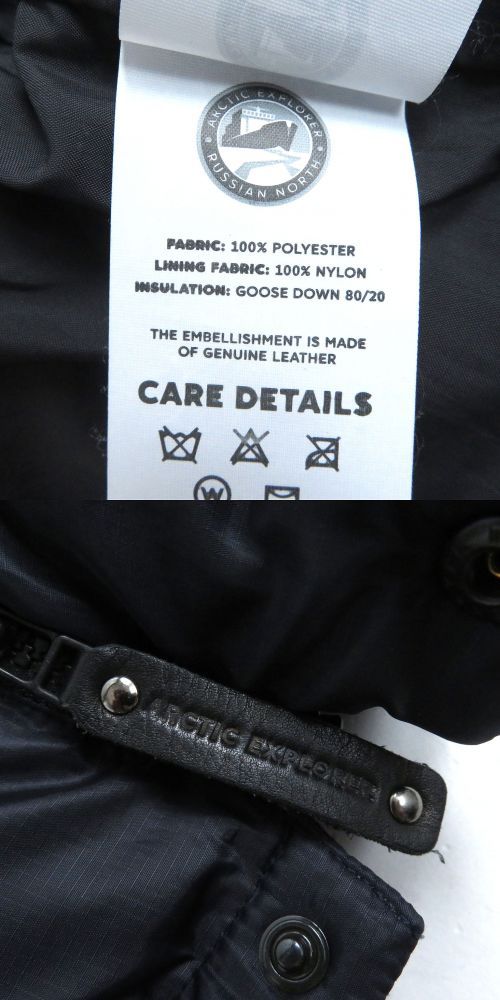 ARCTIC EXPLORER
RUSSIAN NORTH
FABRIC: 100% POLYESTER
LINING FABRIC: 100% NYLON
INSULATION: GOOSE DOWN 80/20
THE EMBELLISHMENT IS MADE
OF GENUINE LEATHER
CARE DETAILS
W
ARCTIC EXPLORER